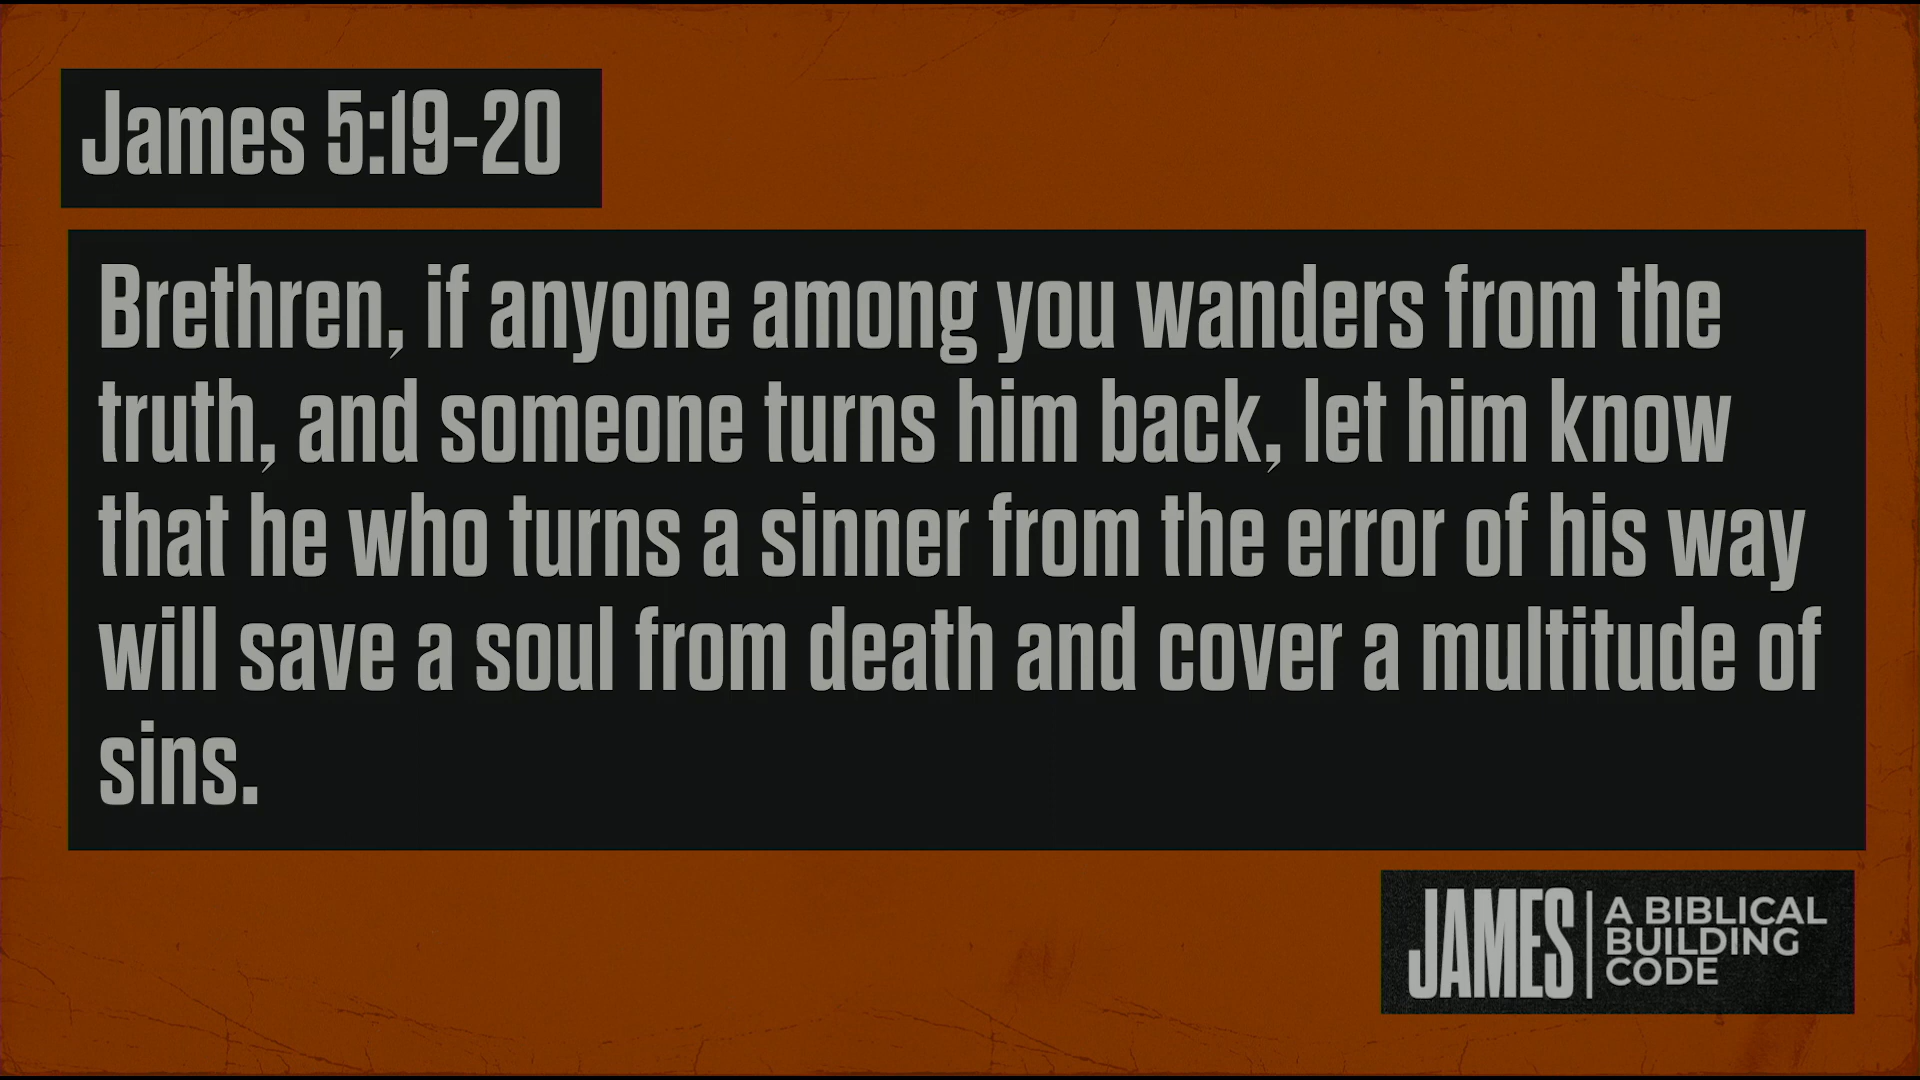 James 5:19-20
Brethren, if anyone among you wanders from the
truth, and someone turns him back, let him know
that he who turns a sinner from the error of his way
will save a soul from death and cover a multitude of
sins.
JAMES
A BIBLICAL
BUILDING
CODE